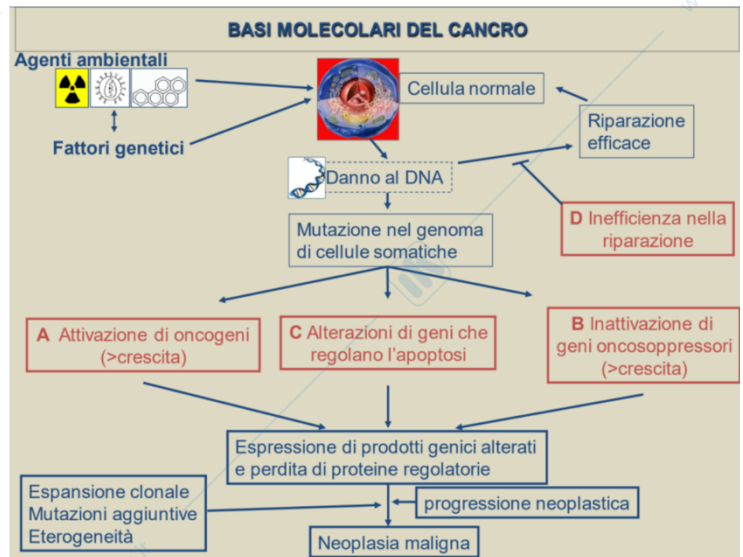 BASI MOLECOLARI DEL CANCRO
Agenti ambientali
Fattori genetici
Cellula normale
Riparazione
efficace
Danno al DNA
D Inefficienza nella
riparazione
Mutazione nel genoma
di cellule somatiche
A Attivazione di oncogeni
(>crescita)
C Alterazioni di geni che
regolano l'apoptosi
B Inattivazione di
geni oncosoppressori
(>crescita)
Espressione di prodotti genici alterati
e perdita di proteine regolatorie
Espansione clonale
Mutazioni aggiuntive
Eterogeneità
progressione neoplastica
Neoplasia maligna